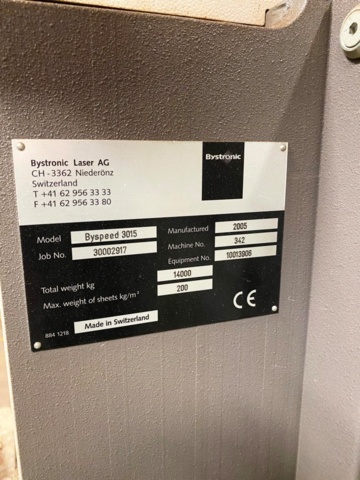 Bystronic Laser AG
CH-3362 Niederönz
Switzerland
T +41 62 956 33 33
F +41 62 956 33 80
Bystronic
Model Byspeed 3015
Job No. 30002917
Manufactured 2005
Machine No. 342
Equipment No. 10013906
Total weight kg 14000
Max. weight of sheets kg/m² 200
Made in Switzerland
CE
884 1218